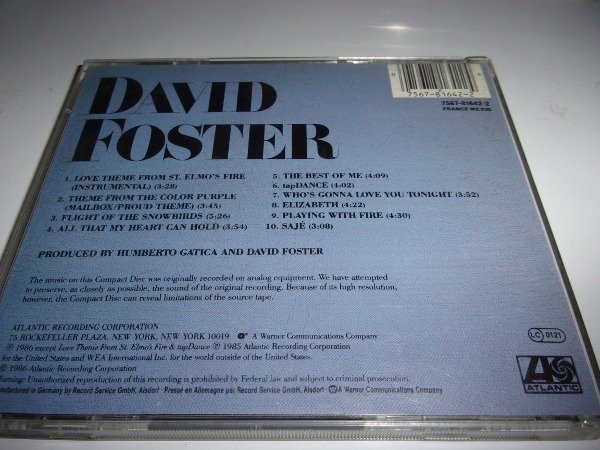 DAVID
FOSTER
7567-81642-2
7567-81642-2
FRANCE WE 835
1. LOVE THEME FROM ST. ELMO'S FIRE
(INSTRUMENTAL) (3:28)
2. THEME FROM THE COLOR PURPLE
(MAILBOX/PROUD THEME) (3:45)
3. FLIGHT OF THE SNOWBIRDS (5:26)
4. ALL THAT MY HEART CAN HOLD (3:54)
5. THE BEST OF ME (4:09)
6. tapDANCE (4:02)
7. WHO'S GONNA LOVE YOU TONIGHT (3:52)
8. ELIZABETH (4:22)
9. PLAYING WITH FIRE (4:30)
10. SAJÉ (3:08)
PRODUCED BY HUMBERTO GATICA AND DAVID FOSTER
The music on this Compact Disc was originally recorded on analog equipment. We have attempted
to preserve, as closely as possible, the sound of the original recording. Because of its high resolution,
however, the Compact Disc can reveal limitations of the source tape.
ATLANTIC RECORDING CORPORATION
75 ROCKEFELLER PLAZA, NEW YORK, NEW YORK 10019 A Warner Communications Company
℗ 1986 except Love Theme From St. Elmo's Fire & tapDance ℗ 1985 Atlantic Recording Corporation
for the United States and WEA International Inc. for the world outside of the United States.
© 1986 Atlantic Recording Corporation
Warning: Unauthorized reproduction of this recording is prohibited by Federal law and subject to criminal prosecution.
Manufactured in Germany by Record Service GmbH, Alsdorf · Presse en Allemagne par Record Service GmbH, Alsdorf · A Warner Communications Company
LC 0121
ATLANTIC